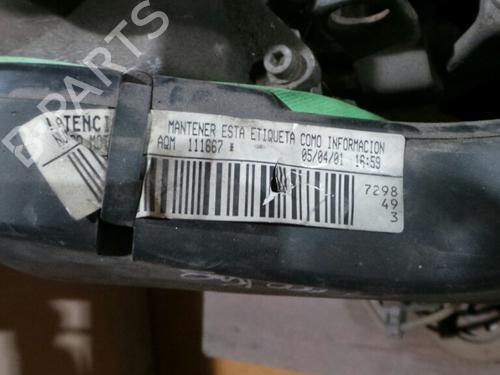 B-PARTS
¡ATENCI
MANTENER ESTA ETIQUETA COMO INFORMACION
AQM 111667 *
05/04/01 16:59
7298
49
3